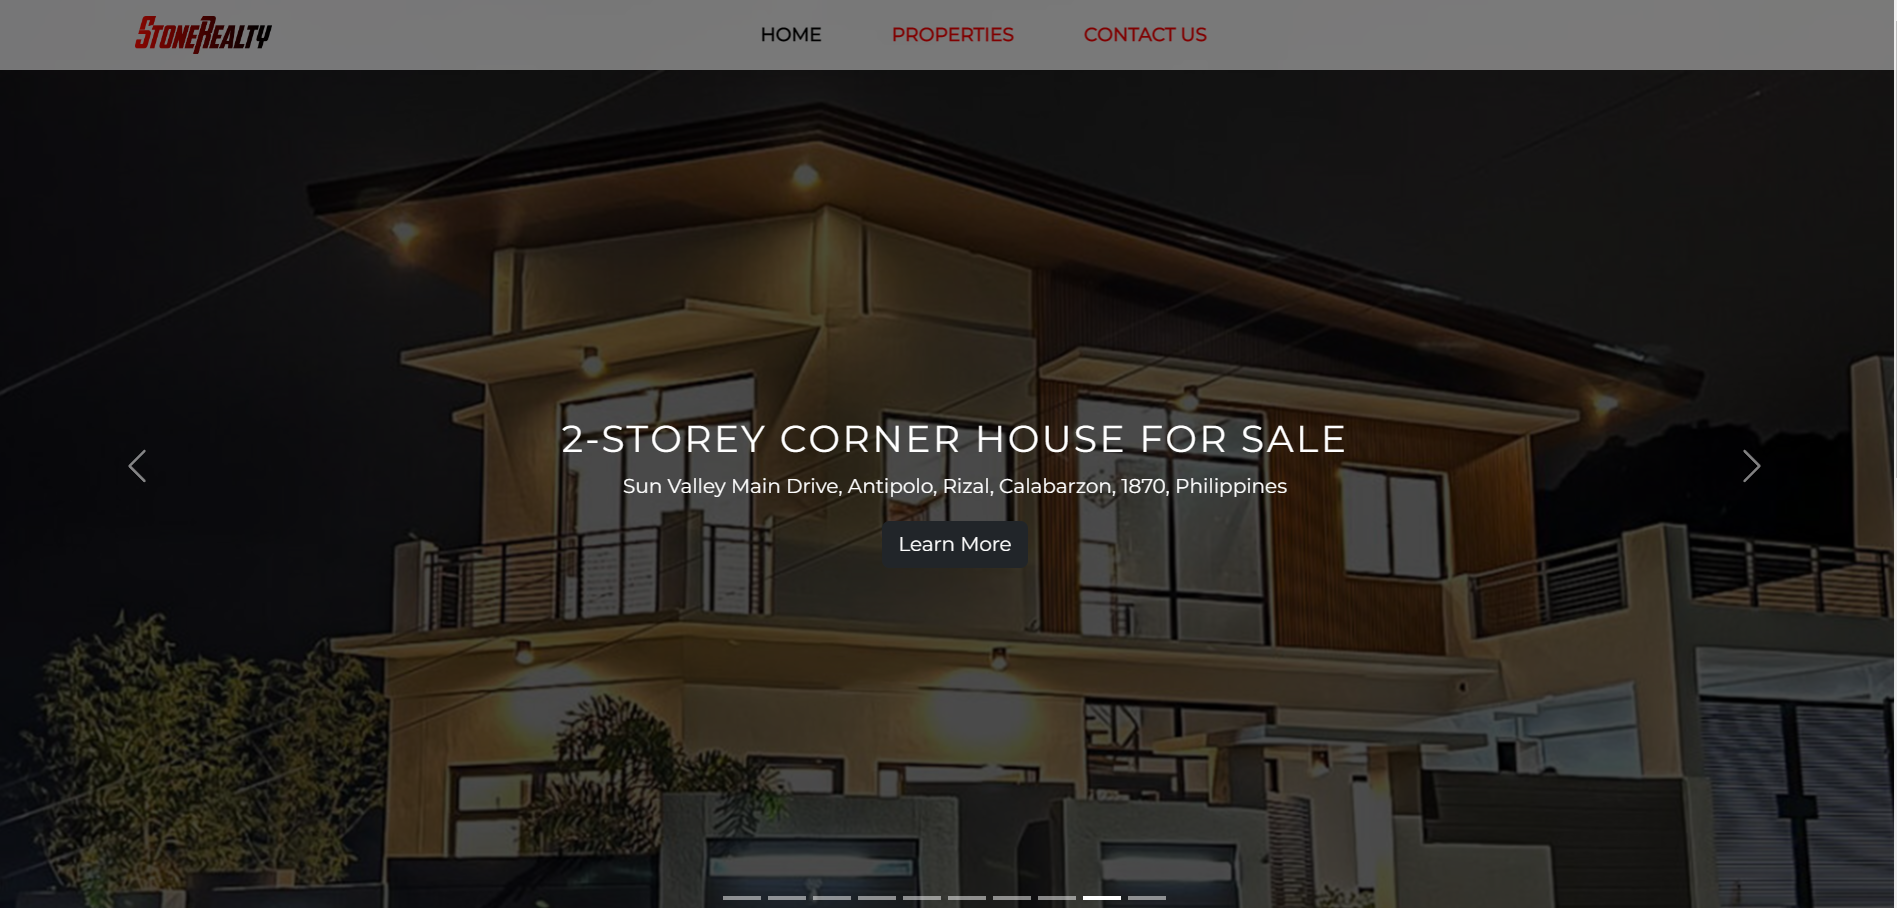 STONEREALTY
HOME
PROPERTIES
CONTACT US
2-STOREY CORNER HOUSE FOR SALE
Sun Valley Main Drive, Antipolo, Rizal, Calabarzon, 1870, Philippines
Learn More